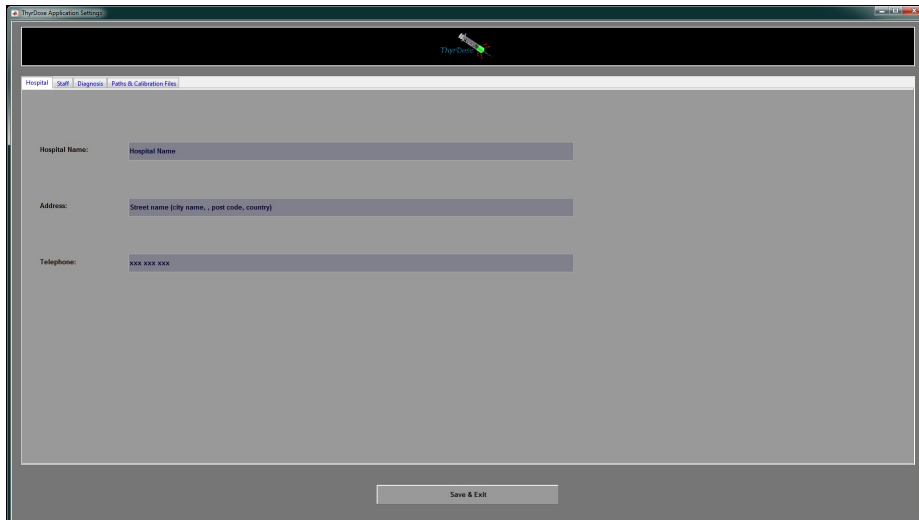 ThyrDose Application Settings
ThyrDose
Hospital Staff Diagnosis Paths & Calibration Files
Hospital Name: Hospital Name
Address: Street name (city name, , post code, country)
Telephone: xxx xxx xxx
Save & Exit